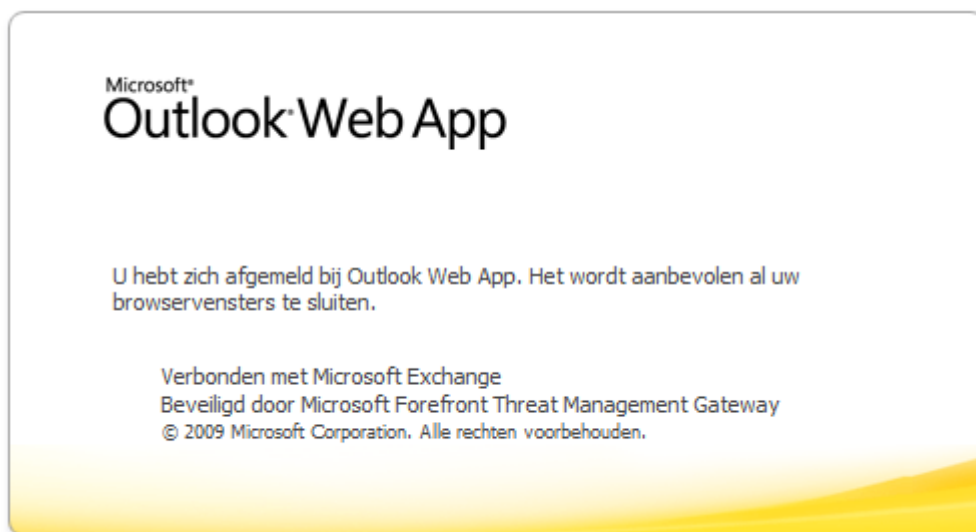 Microsoft®
Outlook® Web App
U hebt zich afgemeld bij Outlook Web App. Het wordt aanbevolen al uw
browservensters te sluiten.
Verbonden met Microsoft Exchange
Beveiligd door Microsoft Forefront Threat Management Gateway
© 2009 Microsoft Corporation. Alle rechten voorbehouden.